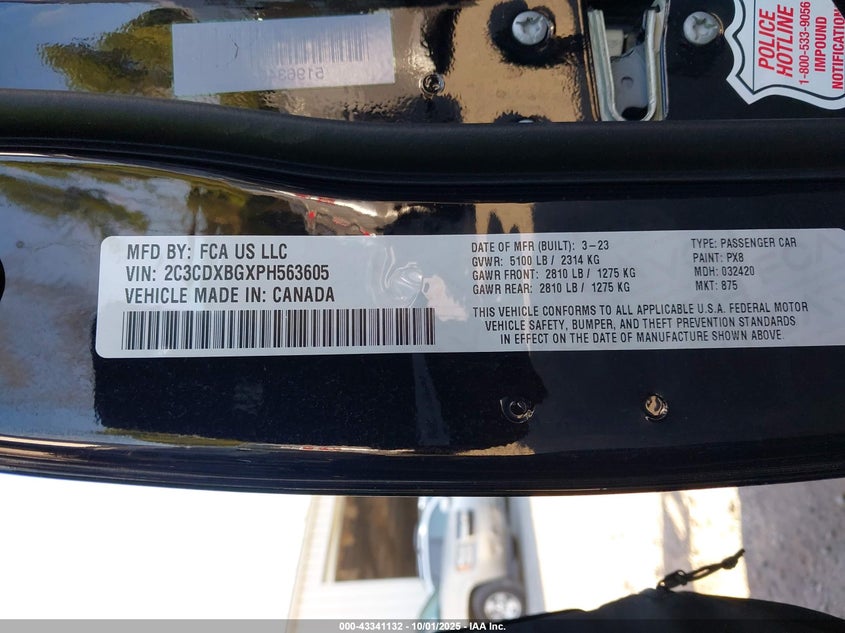 51963
POLICE
HOTLINE
1-800-533-9056
IMPOUND
NOTIFICATION
MFD BY: FCA US LLC
VIN: 2C3CDXBGXPH563605
VEHICLE MADE IN: CANADA
DATE OF MFR (BUILT): 3-23
GVWR: 5100 LB / 2314 KG
GAWR FRONT: 2810 LB / 1275 KG
GAWR REAR: 2810 LB / 1275 KG
TYPE: PASSENGER CAR
PAINT: PX8
MDH: 032420
MKT: 875
THIS VEHICLE CONFORMS TO ALL APPLICABLE U.S.A. FEDERAL MOTOR
VEHICLE SAFETY, BUMPER, AND THEFT PREVENTION STANDARDS
IN EFFECT ON THE DATE OF MANUFACTURE SHOWN ABOVE.
000-43341132 - 10/01/2025 - IAA Inc.